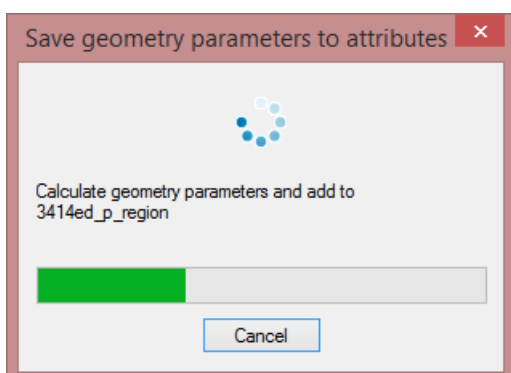 Save geometry parameters to attributes
Calculate geometry parameters and add to
3414ed_p_region
Cancel